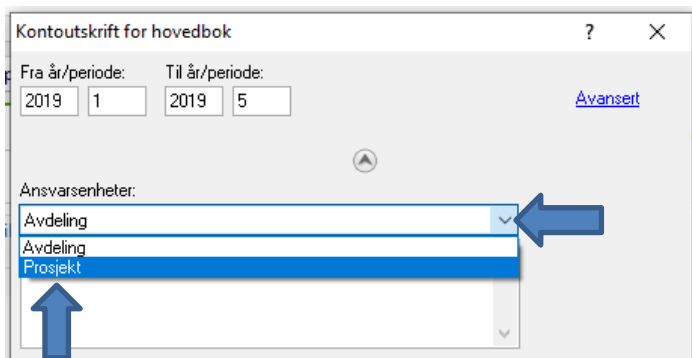 Kontoutskrift for hovedbok ?
Fra år/periode: Til år/periode:
2019 1 2019 5 Avansert
Ansvarsenheter:
Avdeling
Avdeling
Prosjekt